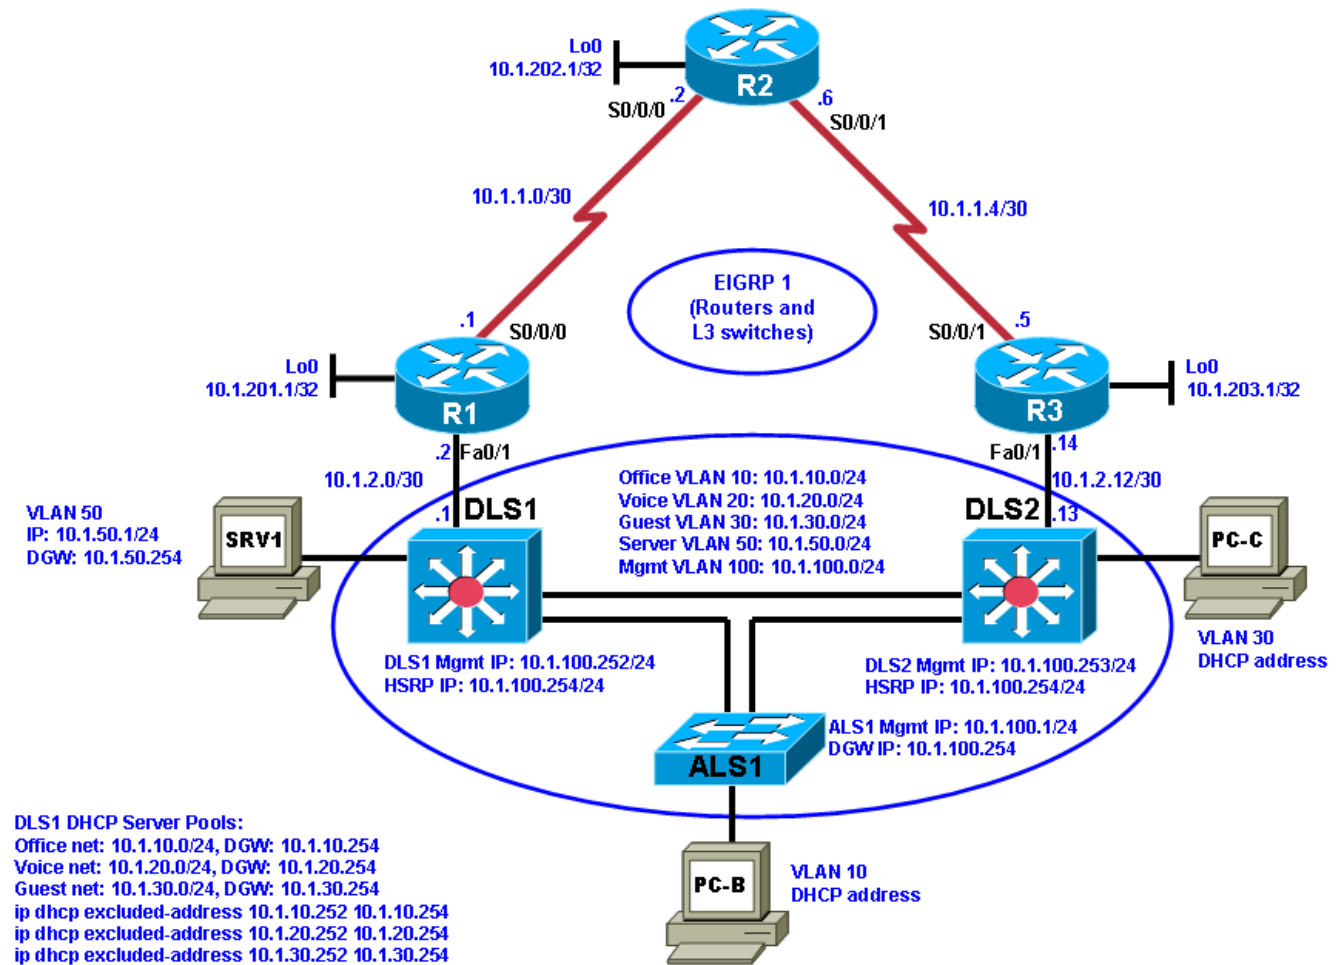 Lo0
10.1.202.1/32
R2
.2
S0/0/0
.6
S0/0/1
10.1.1.0/30
10.1.1.4/30
EIGRP 1
(Routers and
L3 switches)
.1
S0/0/0
S0/0/1
.5
Lo0
10.1.201.1/32
R1
R3
Lo0
10.1.203.1/32
.2
Fa0/1
Fa0/1
.14
10.1.2.0/30
10.1.2.12/30
Office VLAN 10: 10.1.10.0/24
Voice VLAN 20: 10.1.20.0/24
Guest VLAN 30: 10.1.30.0/24
Server VLAN 50: 10.1.50.0/24
Mgmt VLAN 100: 10.1.100.0/24
VLAN 50
IP: 10.1.50.1/24
DGW: 10.1.50.254
SRV1
DLS1
.1
DLS2
.13
PC-C
VLAN 30
DHCP address
DLS1 Mgmt IP: 10.1.100.252/24
HSRP IP: 10.1.100.254/24
DLS2 Mgmt IP: 10.1.100.253/24
HSRP IP: 10.1.100.254/24
ALS1 Mgmt IP: 10.1.100.1/24
DGW IP: 10.1.100.254
ALS1
DLS1 DHCP Server Pools:
Office net: 10.1.10.0/24, DGW: 10.1.10.254
Voice net: 10.1.20.0/24, DGW: 10.1.20.254
Guest net: 10.1.30.0/24, DGW: 10.1.30.254
ip dhcp excluded-address 10.1.10.252 10.1.10.254
ip dhcp excluded-address 10.1.20.252 10.1.20.254
ip dhcp excluded-address 10.1.30.252 10.1.30.254
PC-B
VLAN 10
DHCP address